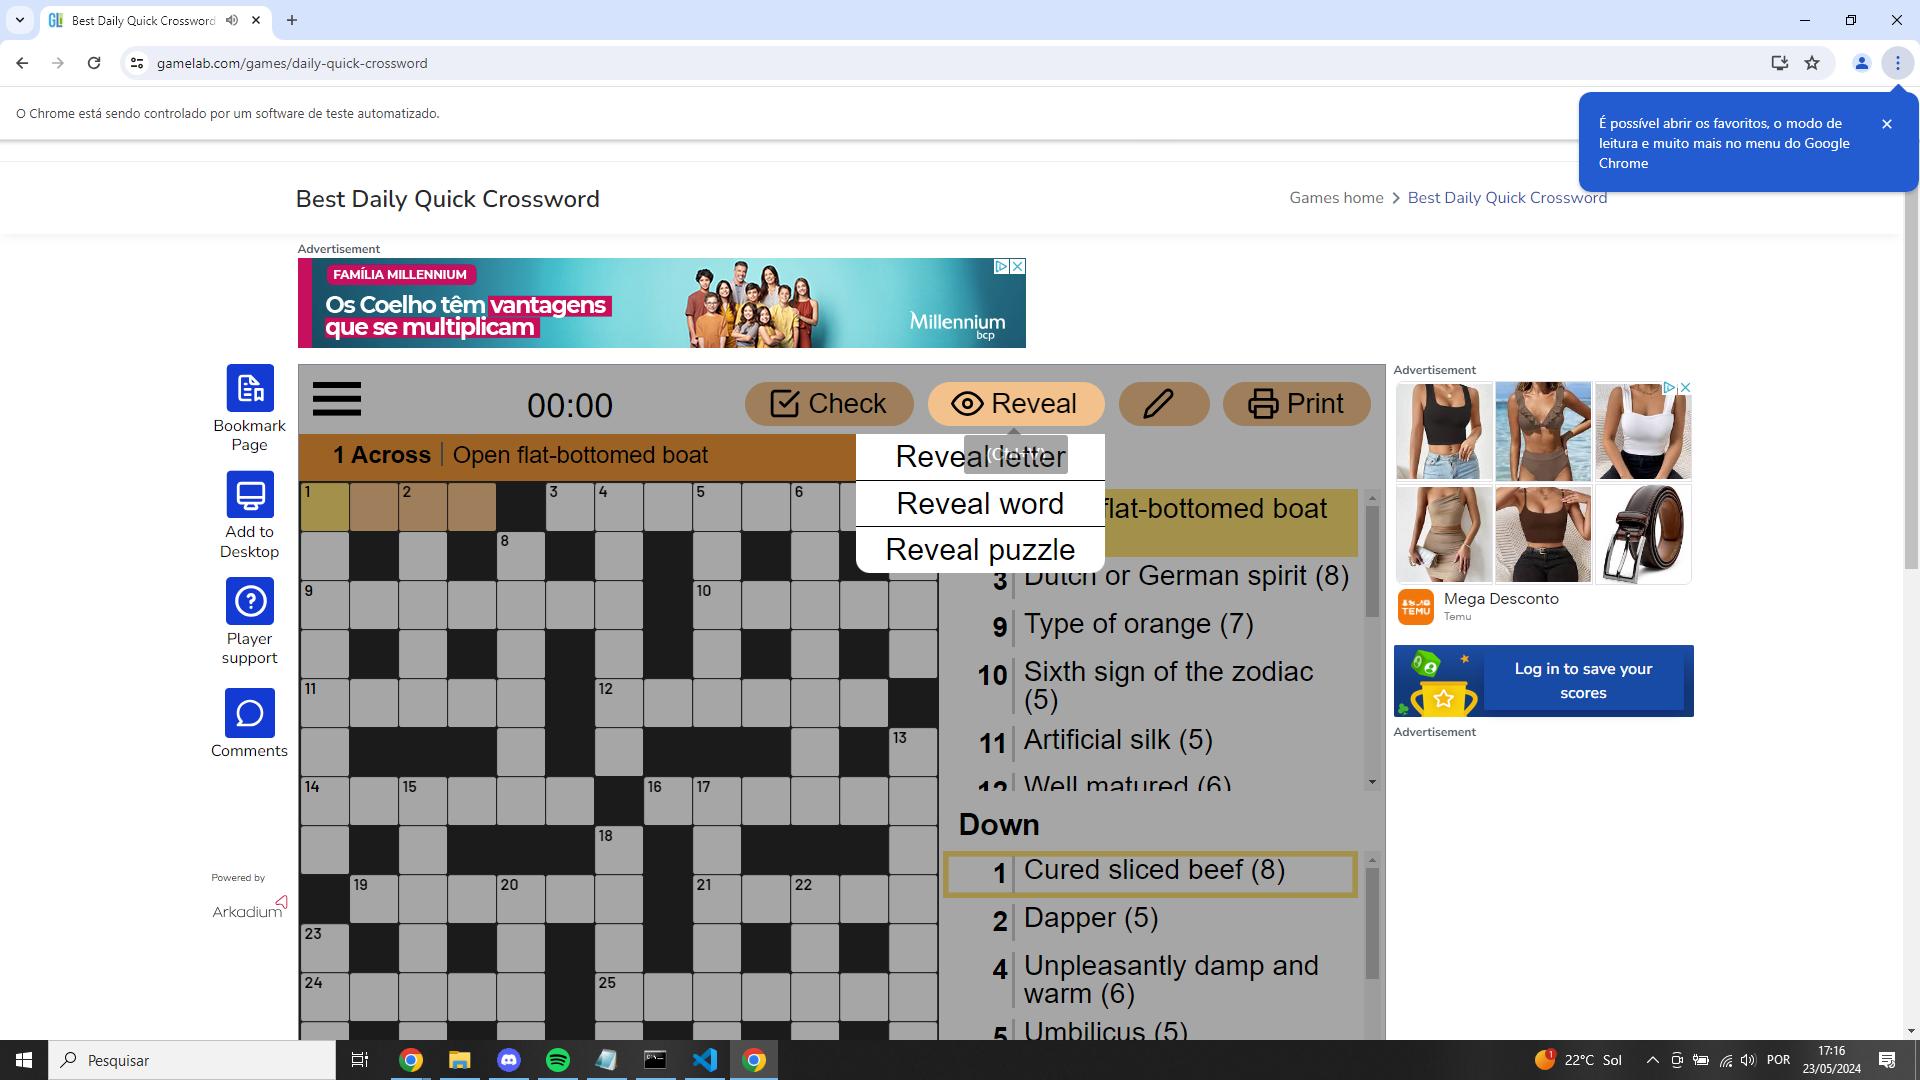 Best Daily Quick Crossword
gamelab.com/games/daily-quick-crossword
O Chrome está sendo controlado por um software de teste automatizado.
É possível abrir os favoritos, o modo de
leitura e muito mais no menu do Google
Chrome
Best Daily Quick Crossword
Games home
Best Daily Quick Crossword
Advertisement
FAMÍLIA MILLENNIUM
Os Coelho têm vantagens
que se multiplicam
Millennium
bcp
Bookmark
Page
Add to
Desktop
Player
support
Comments
Powered by
Arkadium
00:00
Check
Reveal
Print
1 Across
Open flat-bottomed boat
Reveal letter
Reveal word
Reveal puzzle
1
2
3
4
5
6
8
9
10
11
12
13
14
15
16
17
18
19
20
21
22
23
24
25
flat-bottomed boat
3 Dutch or German spirit (8)
9 Type of orange (7)
10 Sixth sign of the zodiac
(5)
11 Artificial silk (5)
12 Well matured (6)
Down
1 Cured sliced beef (8)
2 Dapper (5)
4 Unpleasantly damp and
warm (6)
5 Umbilicus (5)
Advertisement
TEMU
Mega Desconto
Temu
Log in to save your
scores
Advertisement
Pesquisar
1
22°C Sol
POR
17:16
23/05/2024